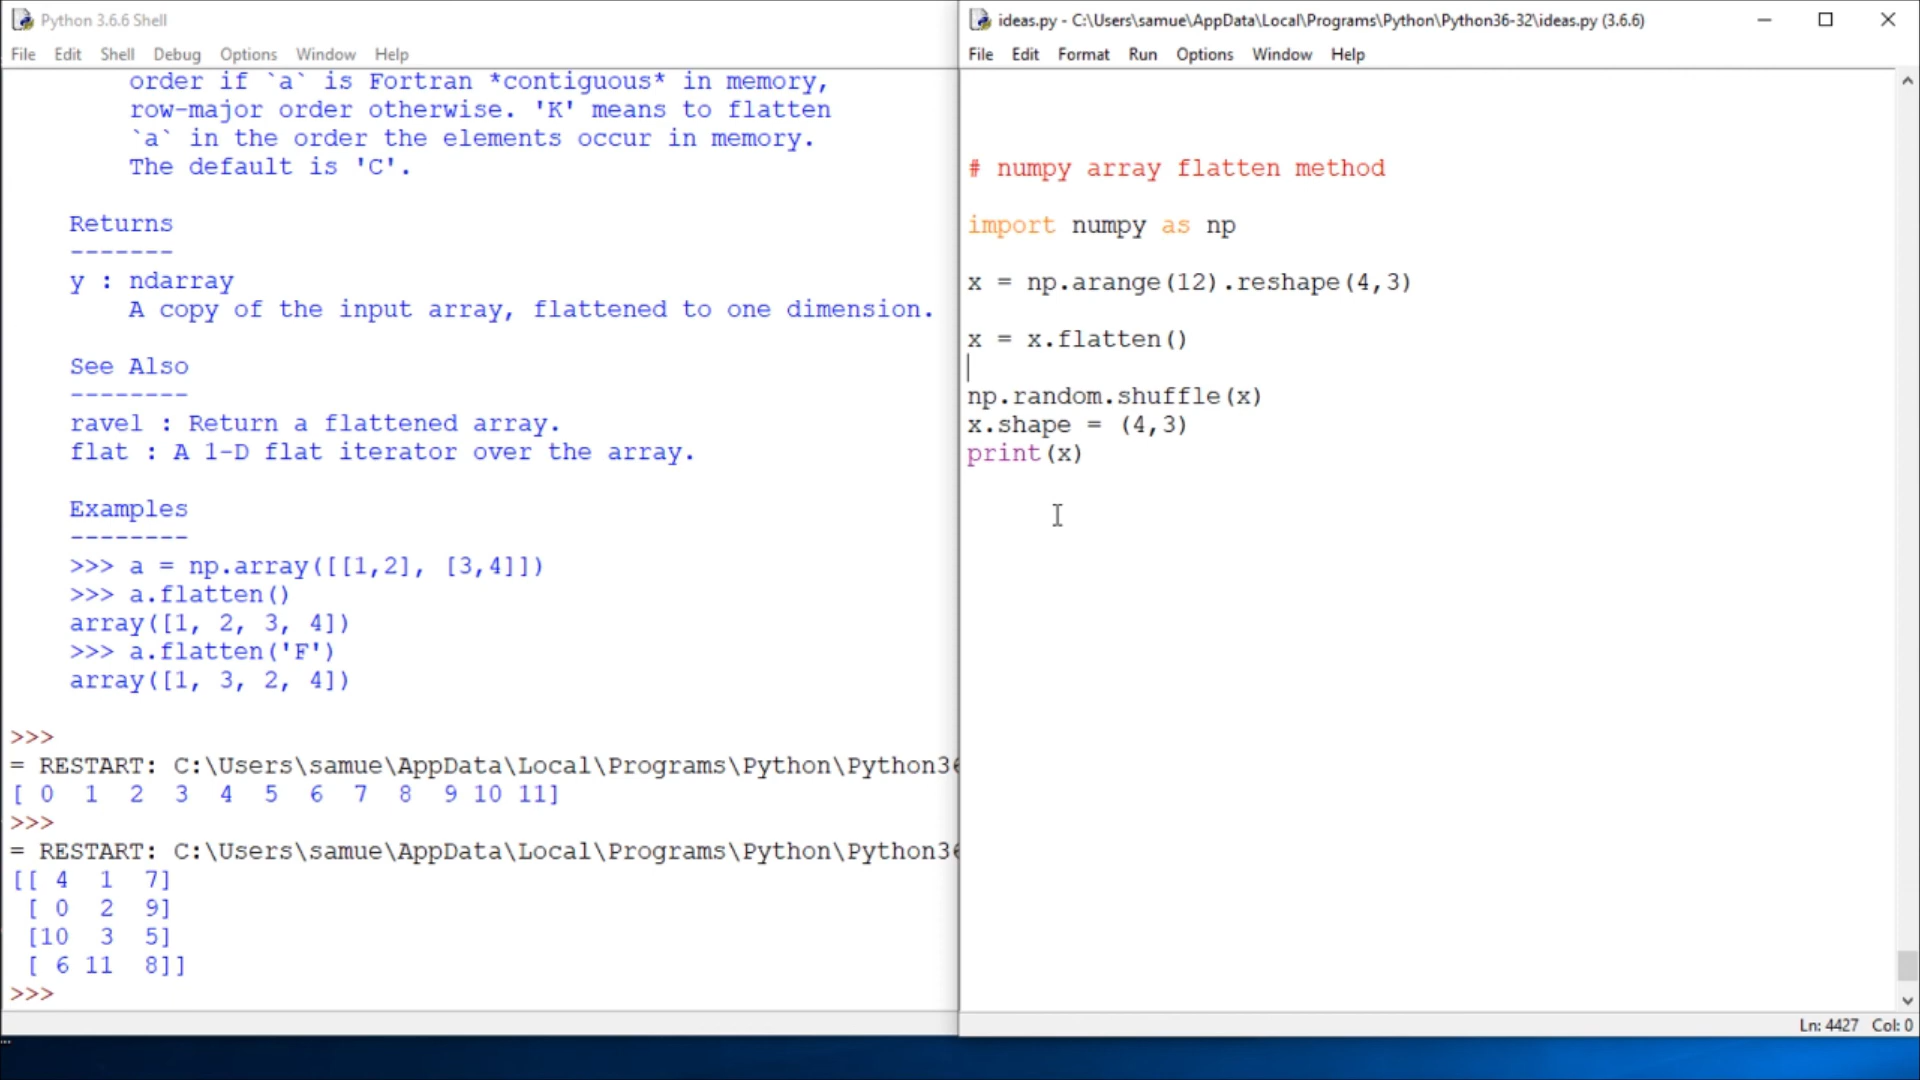 Python 3.6.6 Shell
File Edit Shell Debug Options Window Help
order if `a` is Fortran *contiguous* in memory,
row-major order otherwise. 'K' means to flatten
`a` in the order the elements occur in memory.
The default is 'C'.
Returns
-------
y : ndarray
A copy of the input array, flattened to one dimension.
See Also
--------
ravel : Return a flattened array.
flat : A 1-D flat iterator over the array.
Examples
--------
>>> a = np.array([[1,2], [3,4]])
>>> a.flatten()
array([1, 2, 3, 4])
>>> a.flatten('F')
array([1, 3, 2, 4])
>>>
= RESTART: C:\Users\samue\AppData\Local\Programs\Python\Python36
[ 0 1 2 3 4 5 6 7 8 9 10 11]
>>>
= RESTART: C:\Users\samue\AppData\Local\Programs\Python\Python36
[[ 4 1 7]
[ 0 2 9]
[10 3 5]
[ 6 11 8]]
>>>
ideas.py - C:\Users\samue\AppData\Local\Programs\Python\Python36-32\ideas.py (3.6.6)
File Edit Format Run Options Window Help
# numpy array flatten method
import numpy as np
x = np.arange(12).reshape(4,3)
x = x.flatten()
np.random.shuffle(x)
x.shape = (4,3)
print(x)
Ln: 4427 Col: 0